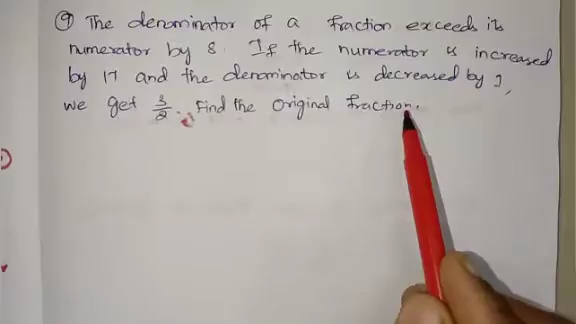 ⑨ The denominator of a fraction exceeds its
numerator by 8. If the numerator is increased
by 17 and the denominator is decreased by 1,
we get 3/2. Find the original fraction.